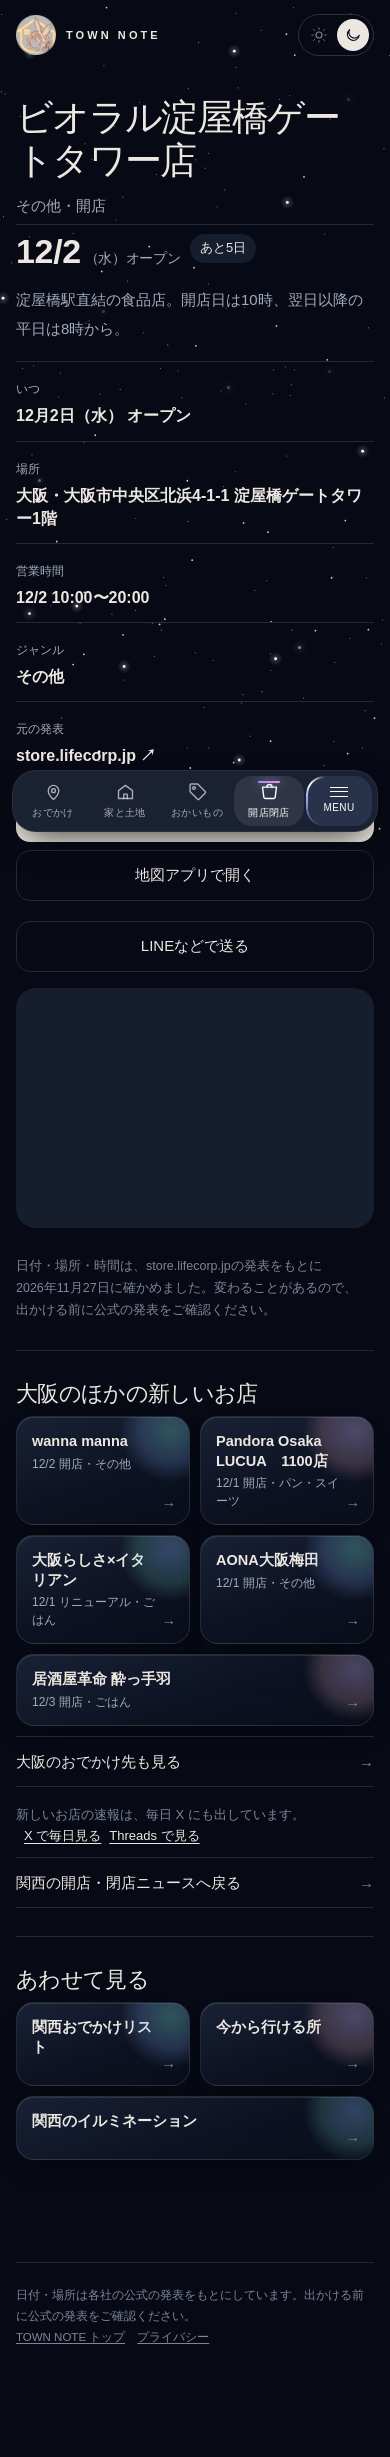 TOWN NOTE
ビオラル淀屋橋ゲー
トタワー店
その他・開店
12/2 （水）オープン あと5日
淀屋橋駅直結の食品店。開店日は10時、翌日以降の
平日は8時から。
いつ
12月2日（水） オープン
場所
大阪・大阪市中央区北浜4-1-1 淀屋橋ゲートタワ
ー1階
営業時間
12/2 10:00〜20:00
ジャンル
その他
元の発表
store.lifecorp.jp ↗
おでかけ 家と土地 おかいもの 開店閉店 MENU
地図アプリで開く
LINEなどで送る
日付・場所・時間は、store.lifecorp.jpの発表をもとに
2026年11月27日に確かめました。変わることがあるので、
出かける前に公式の発表をご確認ください。
大阪のほかの新しいお店
wanna manna
12/2 開店・その他
→
Pandora Osaka
LUCUA　1100店
12/1 開店・パン・スイ
ーツ
→
大阪らしさ×イタ
リアン
12/1 リニューアル・ご
はん
→
AONA大阪梅田
12/1 開店・その他
→
居酒屋革命 酔っ手羽
12/3 開店・ごはん
→
大阪のおでかけ先も見る →
新しいお店の速報は、毎日 X にも出しています。
X で毎日見る Threads で見る
関西の開店・閉店ニュースへ戻る →
あわせて見る
関西おでかけリス
ト
→
今から行ける所
→
関西のイルミネーション
→
日付・場所は各社の公式の発表をもとにしています。出かける前
に公式の発表をご確認ください。
TOWN NOTE トップ プライバシー